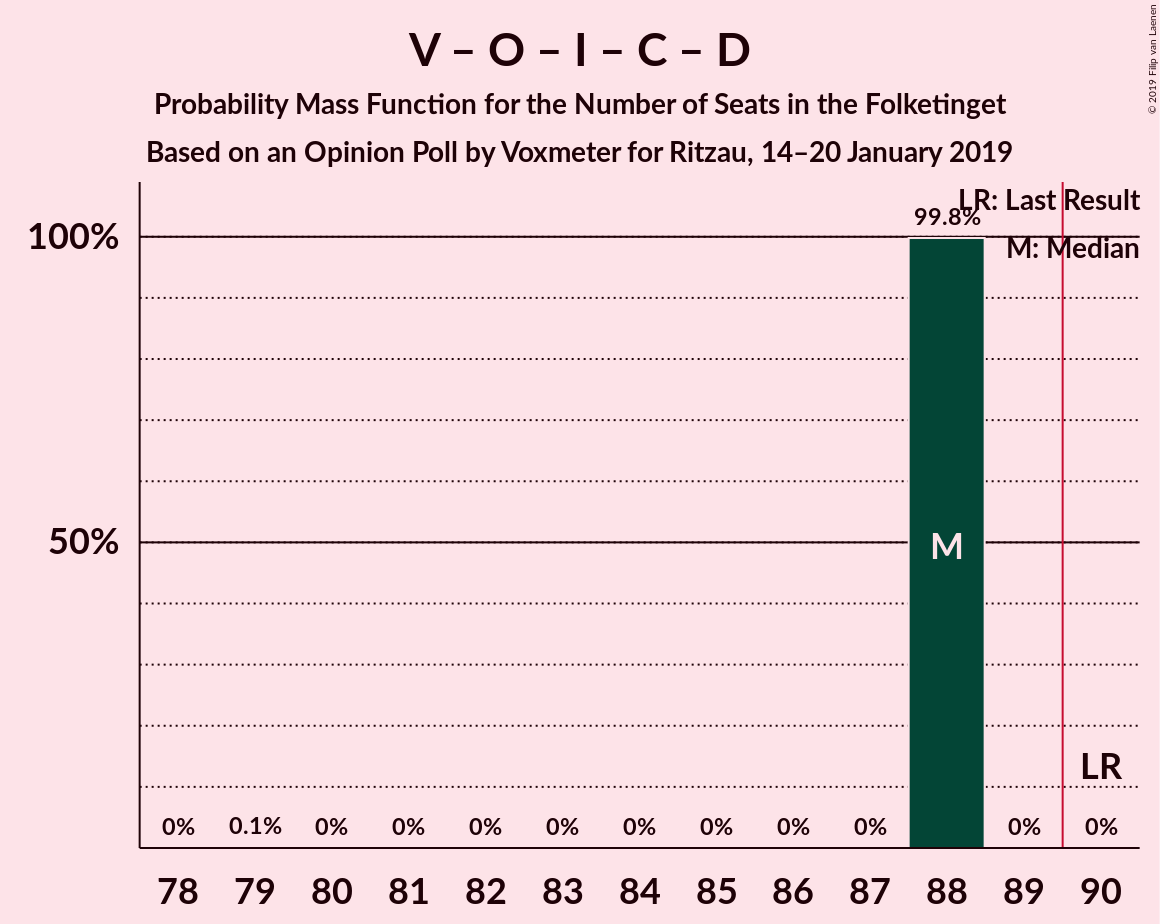 V – O – I – C – D
Probability Mass Function for the Number of Seats in the Folketinget
Based on an Opinion Poll by Voxmeter for Ritzau, 14–20 January 2019
© 2019 Filip van Laenen
LR: Last Result
M: Median
100%
50%
99.8%
M
LR
0% 0.1% 0% 0% 0% 0% 0% 0% 0% 0% 0% 0%
78 79 80 81 82 83 84 85 86 87 88 89 90